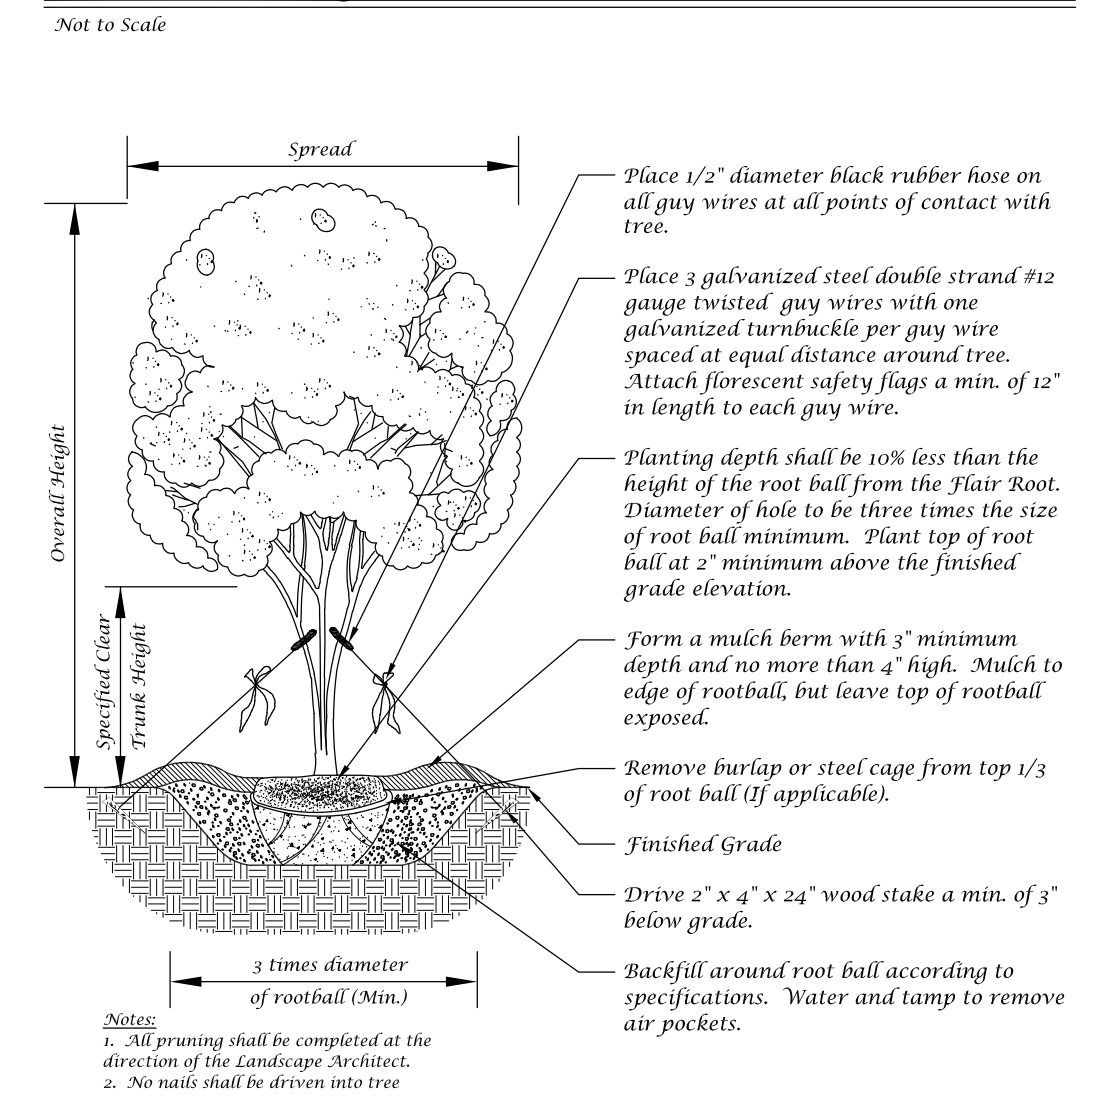 Not to Scale
Spread
Overall Height
Specified Clear
Trunk Height
Place 1/2" diameter black rubber hose on
all guy wires at all points of contact with
tree.
Place 3 galvanized steel double strand #12
gauge twisted guy wires with one
galvanized turnbuckle per guy wire
spaced at equal distance around tree.
Attach florescent safety flags a min. of 12"
in length to each guy wire.
Planting depth shall be 10% less than the
height of the root ball from the Flair Root.
Diameter of hole to be three times the size
of root ball minimum. Plant top of root
ball at 2" minimum above the finished
grade elevation.
Form a mulch berm with 3" minimum
depth and no more than 4" high. Mulch to
edge of rootball, but leave top of rootball
exposed.
Remove burlap or steel cage from top 1/3
of root ball (If applicable).
Finished Grade
Drive 2" x 4" x 24" wood stake a min. of 3"
below grade.
Backfill around root ball according to
specifications. Water and tamp to remove
air pockets.
3 times diameter
of rootball (Min.)
Notes:
1. All pruning shall be completed at the
direction of the Landscape Architect.
2. No nails shall be driven into tree